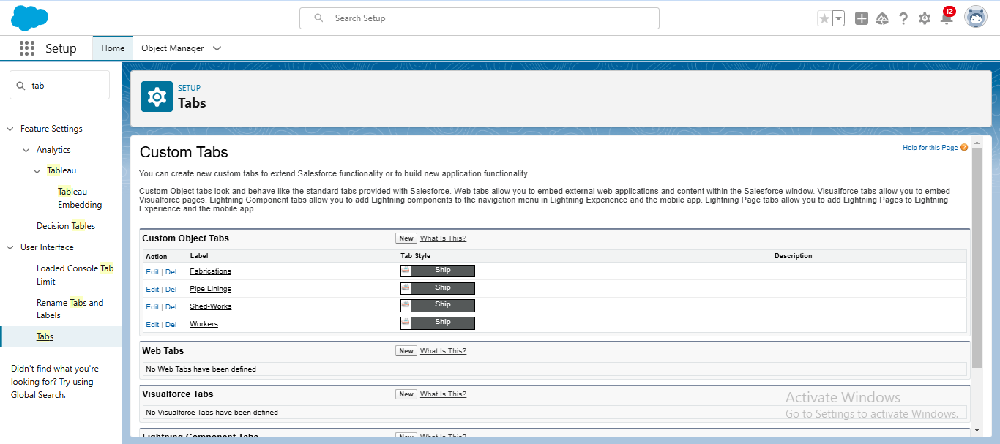 Search Setup
12
Setup
Home
Object Manager
tab
Feature Settings
Analytics
Tableau
Tableau
Embedding
Decision Tables
User Interface
Loaded Console Tab
Limit
Rename Tabs and
Labels
Tabs
Didn't find what you're
looking for? Try using
Global Search.
SETUP
Tabs
Custom Tabs
Help for this Page ?
You can create new custom tabs to extend Salesforce functionality or to build new application functionality.
Custom Object tabs look and behave like the standard tabs provided with Salesforce. Web tabs allow you to embed external web applications and content within the Salesforce window. Visualforce tabs allow you to embed
Visualforce pages. Lightning Component tabs allow you to add Lightning components to the navigation menu in Lightning Experience and the mobile app. Lightning Page tabs allow you to add Lightning Pages to Lightning
Experience and the mobile app.
Custom Object Tabs New What Is This?
Action Label Tab Style Description
Edit | Del Fabrications Ship
Edit | Del Pipe Linings Ship
Edit | Del Shed-Works Ship
Edit | Del Workers Ship
Web Tabs New What Is This?
No Web Tabs have been defined
Visualforce Tabs New What Is This?
No Visualforce Tabs have been defined
Lightning Component Tabs New What Is This?
Activate Windows
Go to Settings to activate Windows.